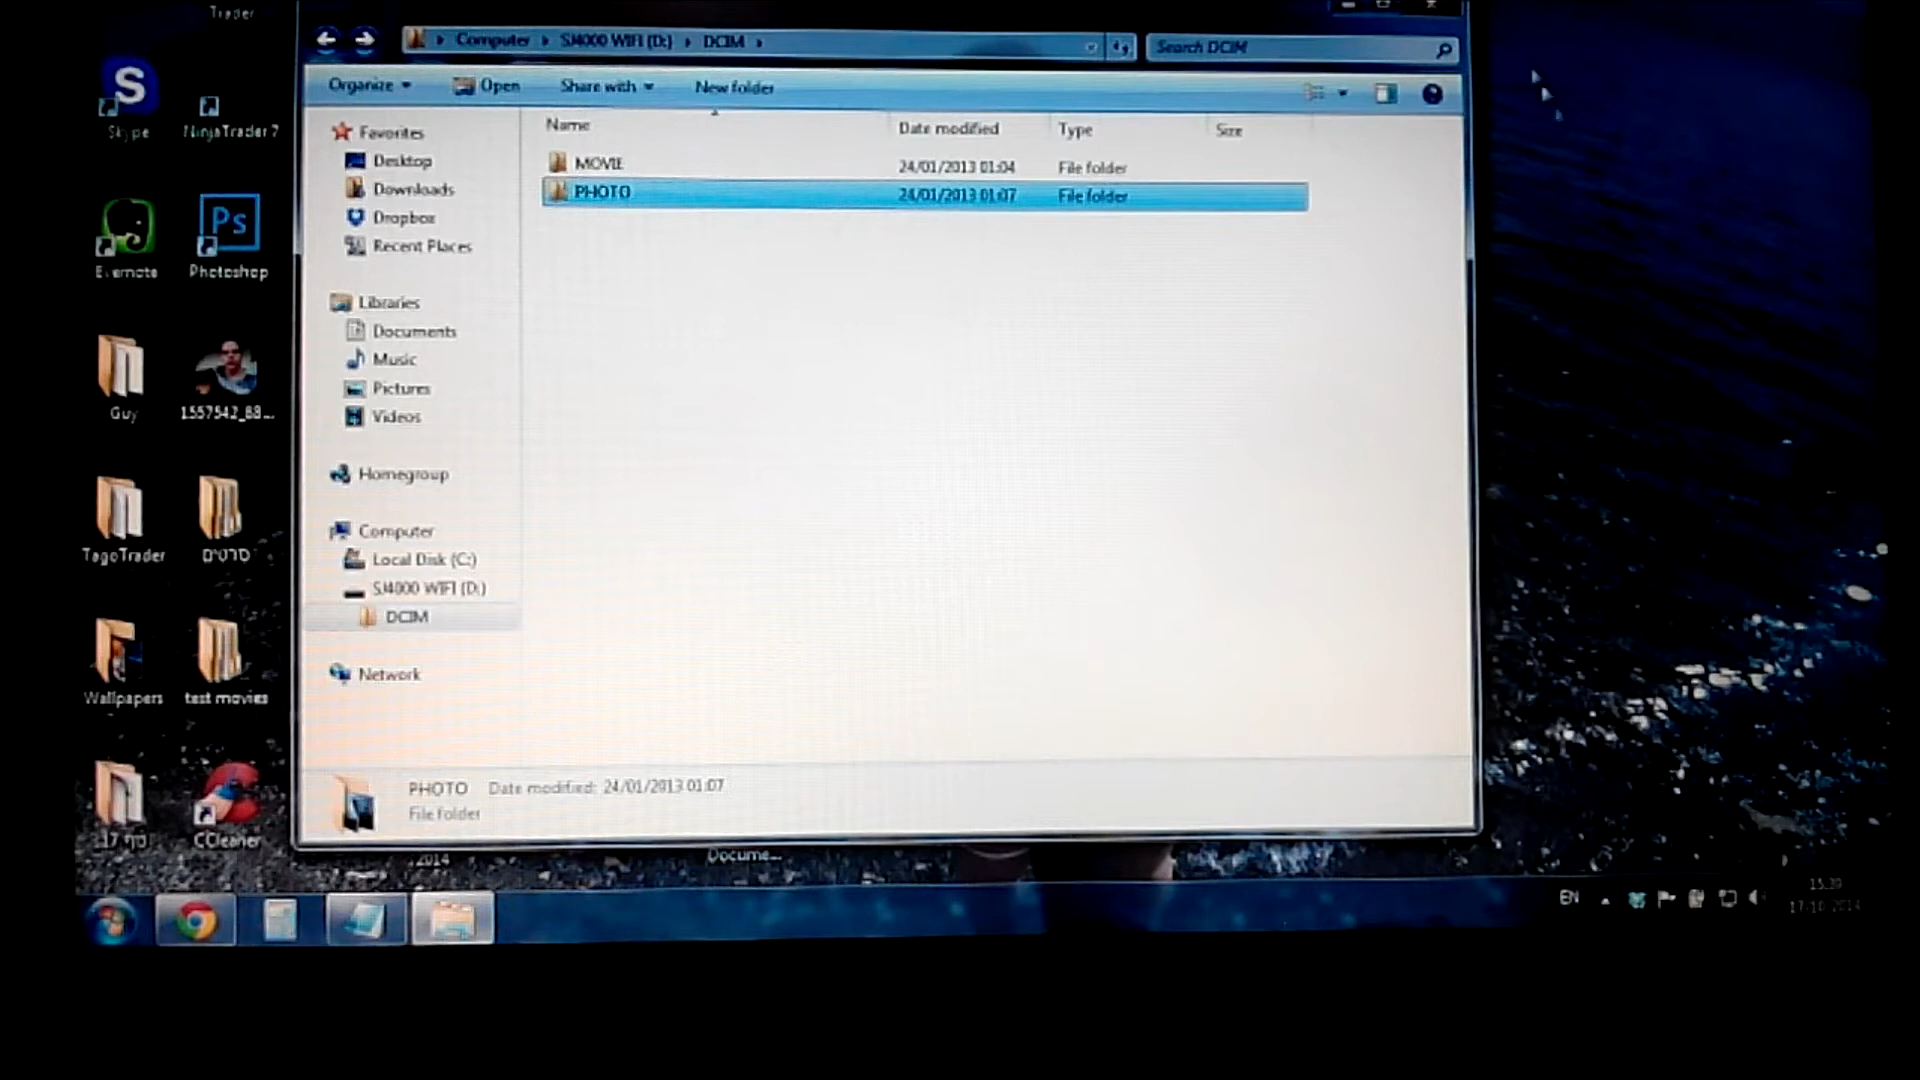 Trader
Skype
NinjaTrader 7
Evernote
Ps
Photoshop
Guy
1557542_88...
TagoTrader
סרטים
Wallpapers
test movies
CCleaner
Computer
SJ4000 WIFI (D:)
DCIM
Search DCIM
Organize
Open
Share with
New folder
Favorites
Desktop
Downloads
Dropbox
Recent Places
Libraries
Documents
Music
Pictures
Videos
Homegroup
Computer
Local Disk (C:)
SJ4000 WIFI (D:)
DCIM
Network
Name
Date modified
Type
Size
MOVIE
24/01/2013 01:04
File folder
PHOTO
24/01/2013 01:07
File folder
PHOTO
Date modified: 24/01/2013 01:07
File folder
2014
Docume...
EN